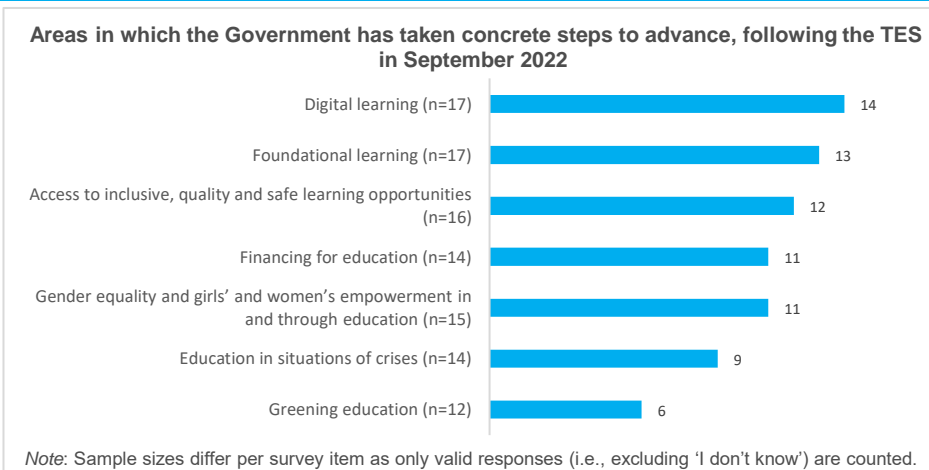 Areas in which the Government has taken concrete steps to advance, following the TES
in September 2022
Digital learning (n=17)
14
Foundational learning (n=17)
13
Access to inclusive, quality and safe learning opportunities
(n=16)
12
Financing for education (n=14)
11
Gender equality and girls’ and women’s empowerment in
and through education (n=15)
11
Education in situations of crises (n=14)
9
Greening education (n=12)
6
Note: Sample sizes differ per survey item as only valid responses (i.e., excluding ‘I don’t know’) are counted.